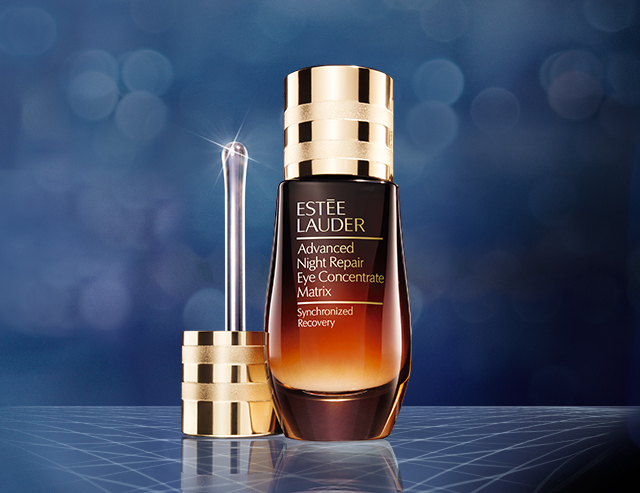 ESTĒE
LAUDER
Advanced
Night Repair
Eye Concentrate
Matrix
Synchronized
Recovery